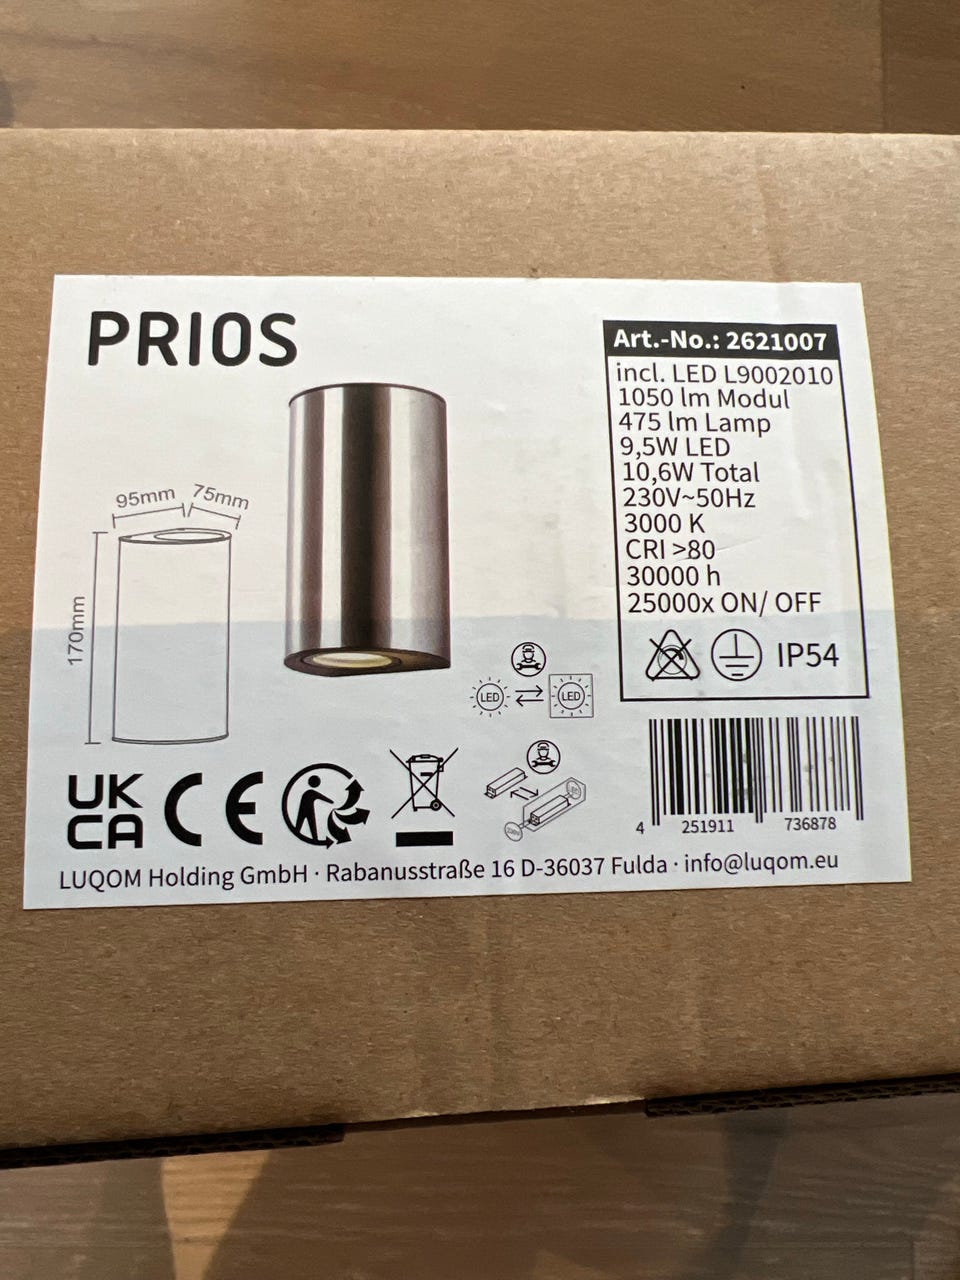 PRIOS
95mm
75mm
170mm
Art.-No.: 2621007
incl. LED L9002010
1050 lm Modul
475 lm Lamp
9,5W LED
10,6W Total
230V~50Hz
3000 K
CRI >80
30000 h
25000x ON/ OFF
IP54
LED
LED
UK
CA
CE
4 251911 736878
LUQOM Holding GmbH · Rabanusstraße 16 D-36037 Fulda · info@luqom.eu